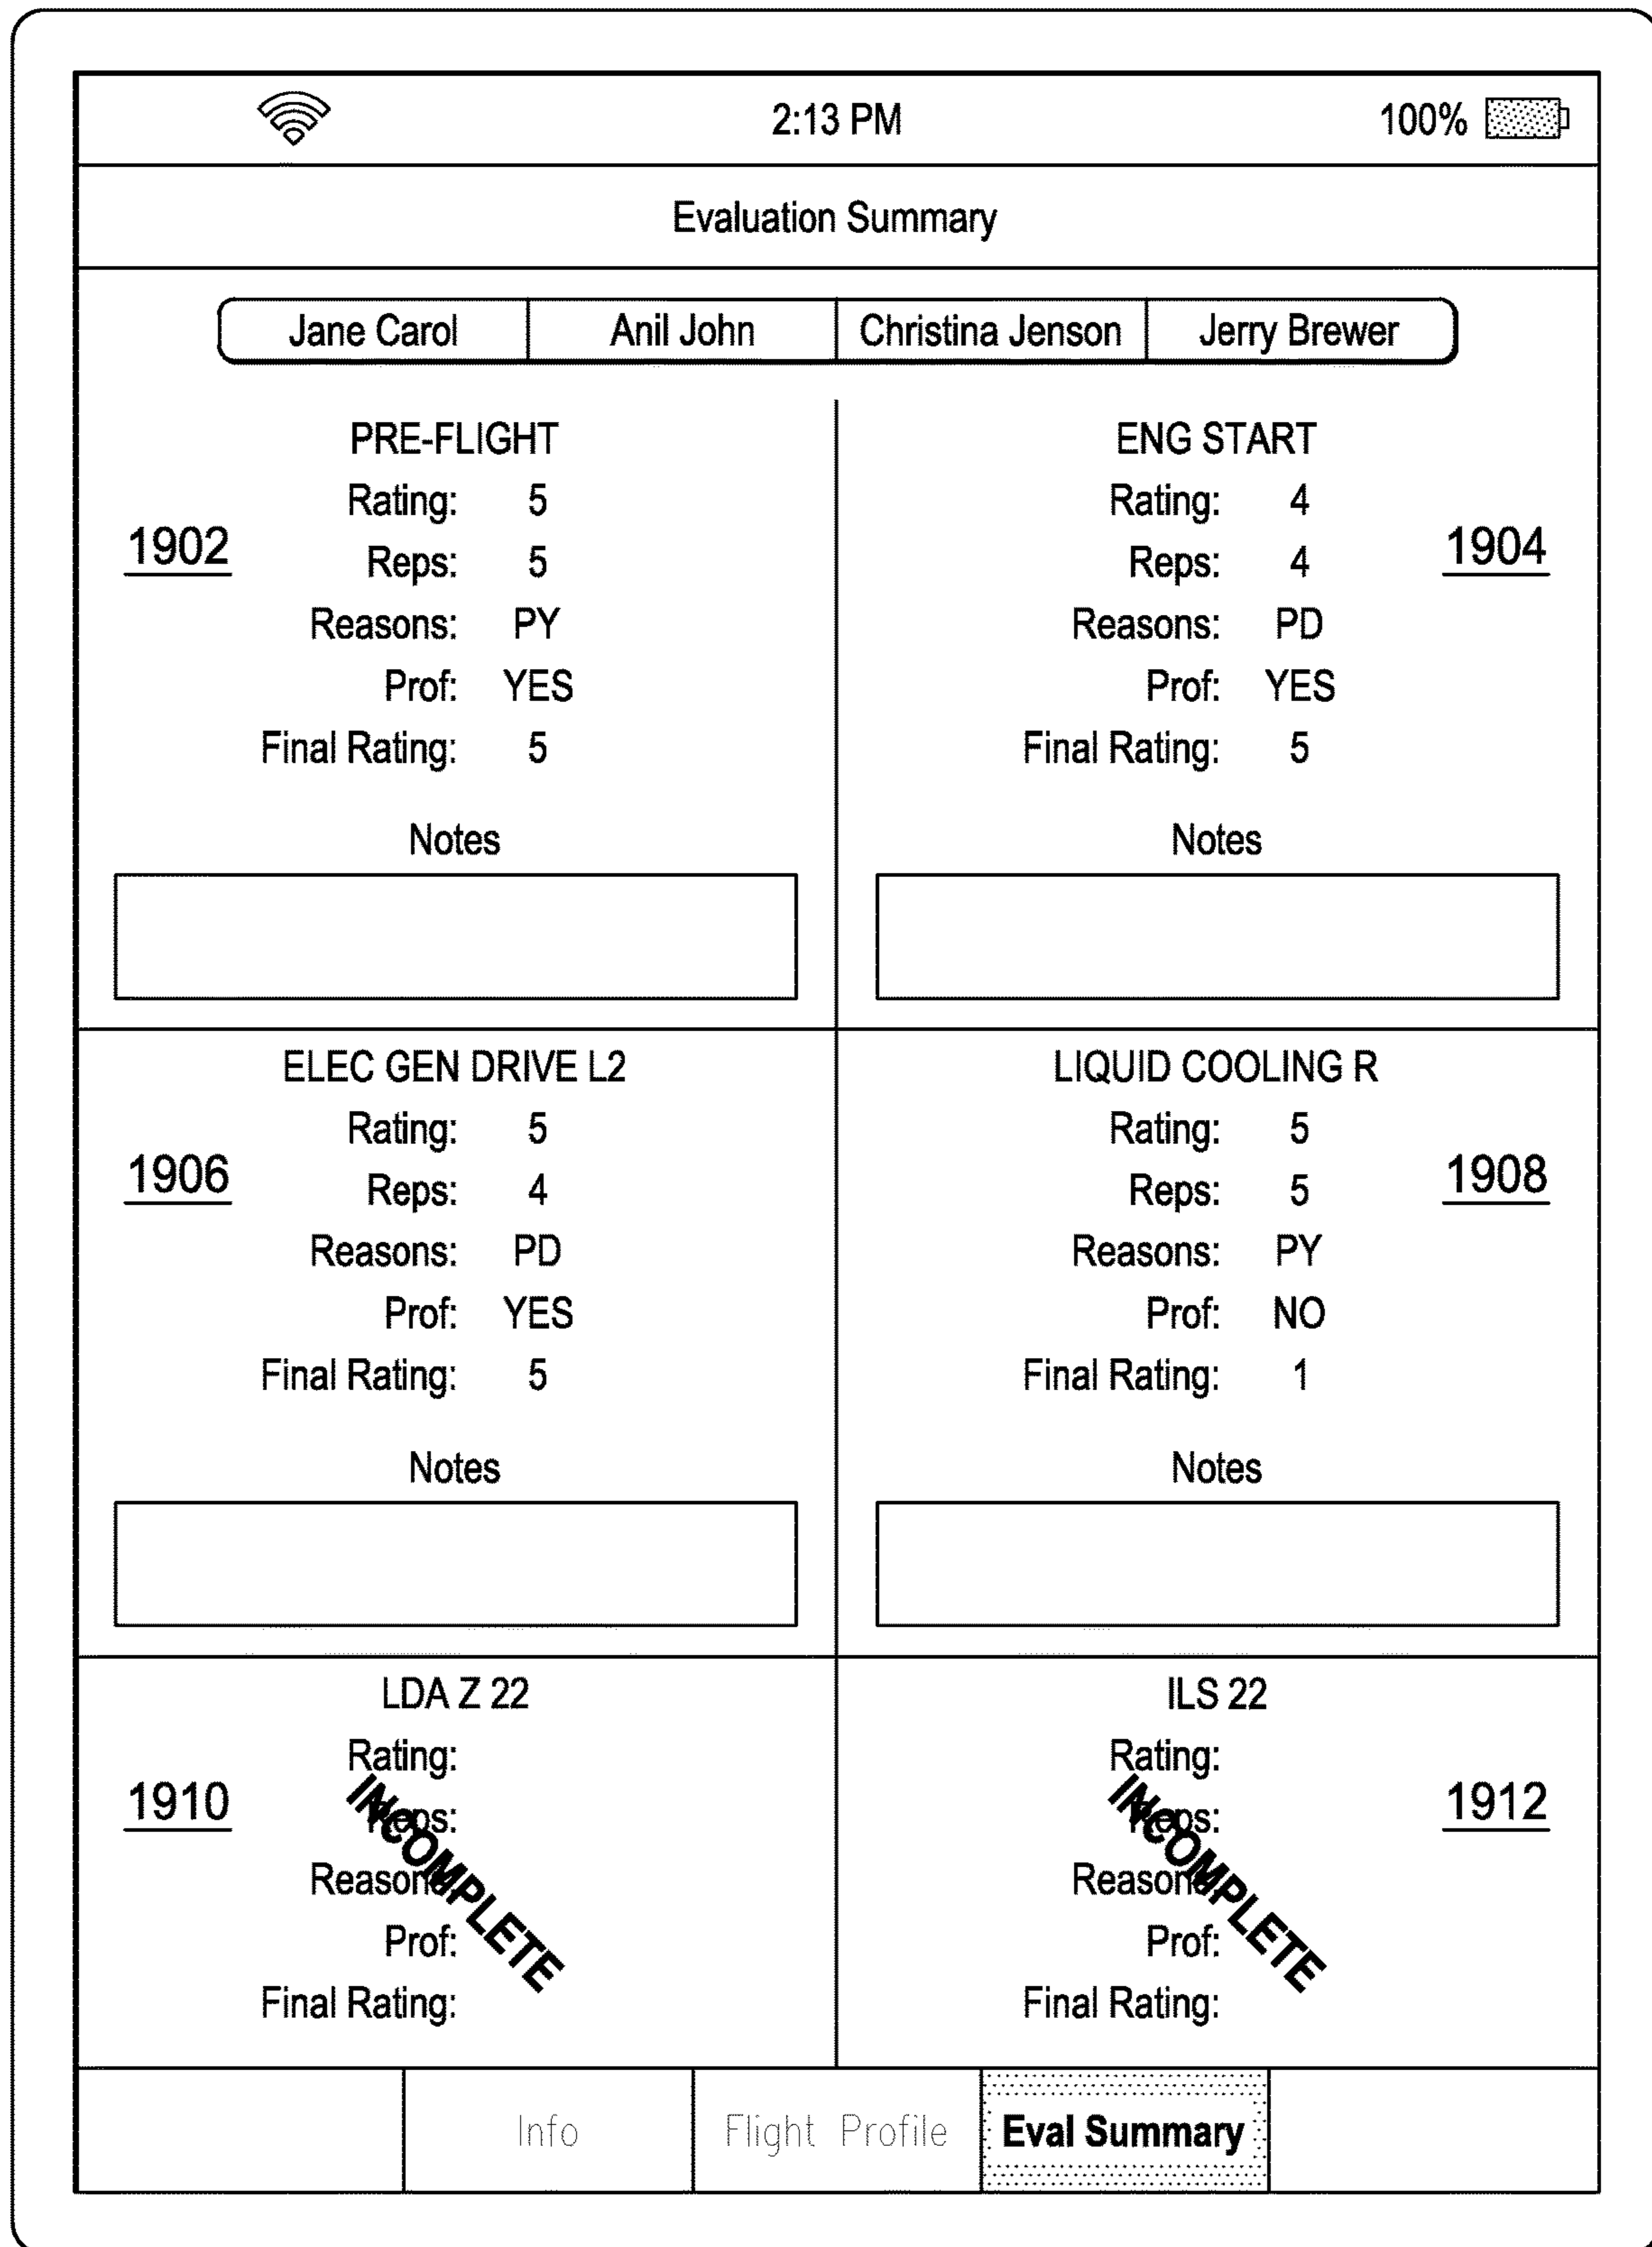 2:13 PM 100%
Evaluation Summary
Jane Carol Anil John Christina Jenson Jerry Brewer
PRE-FLIGHT
Rating: 5
1902
Reps: 5
Reasons: PY
Prof: YES
Final Rating: 5
Notes
ENG START
Rating: 4
1904
Reps: 4
Reasons: PD
Prof: YES
Final Rating: 5
Notes
ELEC GEN DRIVE L2
Rating: 5
1906
Reps: 4
Reasons: PD
Prof: YES
Final Rating: 5
Notes
LIQUID COOLING R
Rating: 5
1908
Reps: 5
Reasons: PY
Prof: NO
Final Rating: 1
Notes
LDA Z 22
Rating:
1910
Reps:
Reasons:
Prof:
Final Rating:
INCOMPLETE
ILS 22
Rating:
1912
Reps:
Reasons:
Prof:
Final Rating:
INCOMPLETE
Info Flight Profile Eval Summary